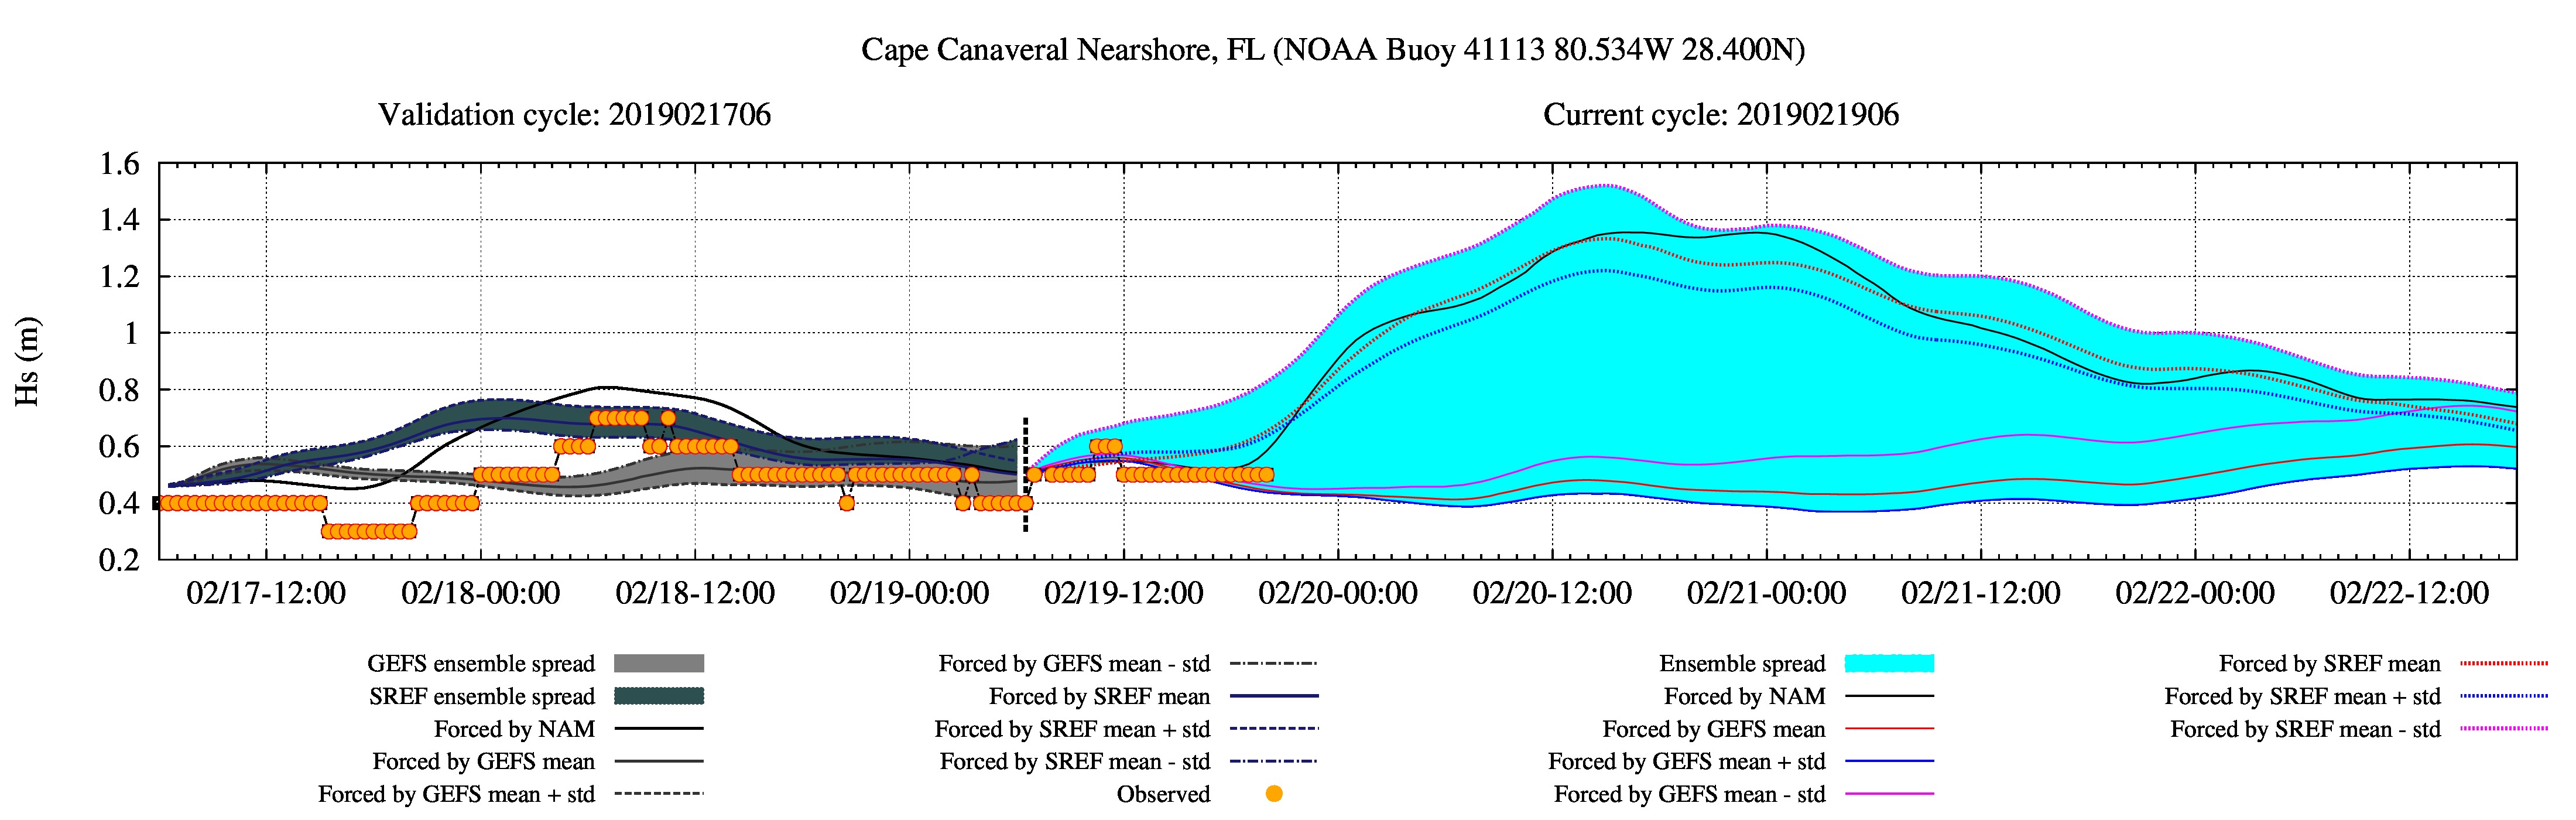 Cape Canaveral Nearshore, FL (NOAA Buoy 41113 80.534W 28.400N)
Validation cycle: 2019021706
Current cycle: 2019021906
Hs (m)
1.6
1.4
1.2
1
0.8
0.6
0.4
0.2
02/17-12:00 02/18-00:00 02/18-12:00 02/19-00:00 02/19-12:00 02/20-00:00 02/20-12:00 02/21-00:00 02/21-12:00 02/22-00:00 02/22-12:00
GEFS ensemble spread
SREF ensemble spread
Forced by NAM
Forced by GEFS mean
Forced by GEFS mean + std
Forced by GEFS mean - std
Forced by SREF mean
Forced by SREF mean + std
Forced by SREF mean - std
Observed
Ensemble spread
Forced by NAM
Forced by GEFS mean
Forced by GEFS mean + std
Forced by GEFS mean - std
Forced by SREF mean
Forced by SREF mean + std
Forced by SREF mean - std